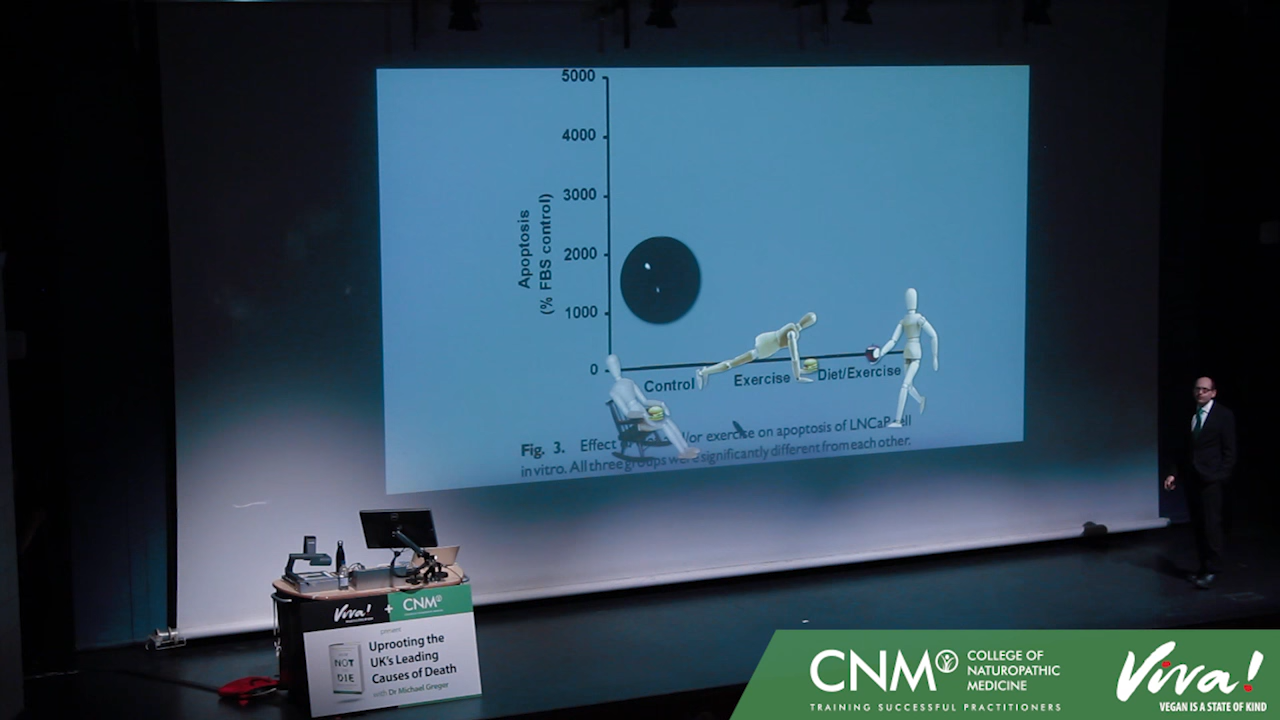 5000
4000
3000
2000
1000
0
Apoptosis
(% FBS control)
Control
Exercise
Diet/Exercise
Fig. 3. Effect /or exercise on apoptosis of LNCaP cell
in vitro. All three groups were significantly different from each other.
Viva! + CNM
present
Uprooting the
UK's Leading
Causes of Death
with Dr Michael Greger
NOT
DIE
CNM
COLLEGE OF
NATUROPATHIC
MEDICINE
TRAINING SUCCESSFUL PRACTITIONERS
Viva!
VEGAN IS A STATE OF KIND